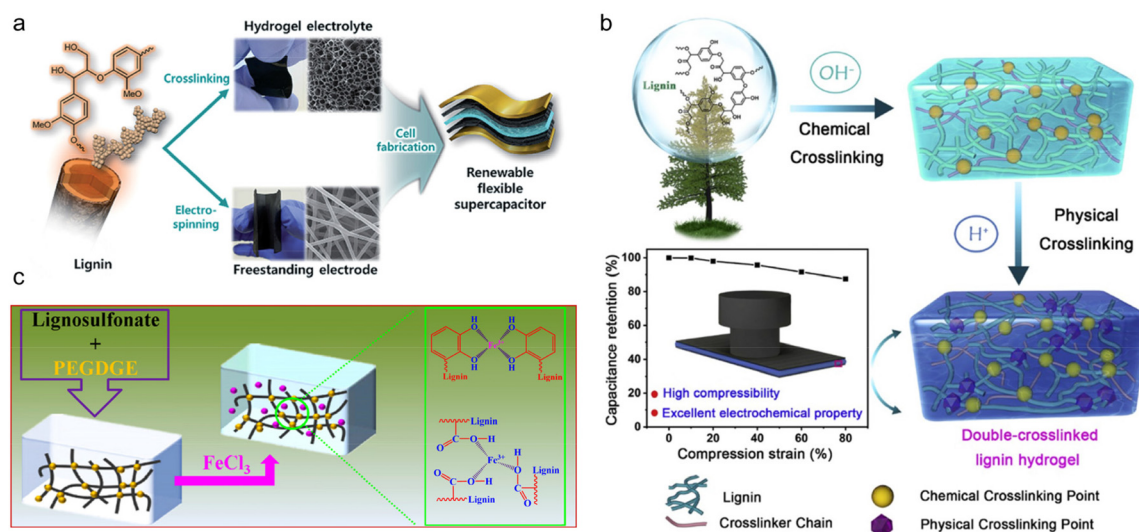 a
Hydrogel electrolyte
HO
HO
O
MeO
MeO
O
Crosslinking
Electro-
spinning
Cell
fabrication
Renewable
flexible
supercapacitor
Lignin
Freestanding electrode
b
Lignin
OH
O
O
OH
OH-
Chemical
Crosslinking
H+
Physical
Crosslinking
Capacitance retention (%)
100
80
60
40
20
0
High compressibility
Excellent electrochemical property
0 20 40 60 80
Compression strain (%)
Double-crosslinked
lignin hydrogel
Lignin
Crosslinker Chain
Chemical Crosslinking Point
Physical Crosslinking Point
c
Lignosulfonate
+
PEGDGE
FeCl3
H H
O O
Fe3+
O O
H H
Lignin Lignin
Lignin
O
C
O H
Fe3+
H
O
Lignin
C
O
O
C
O H
Lignin